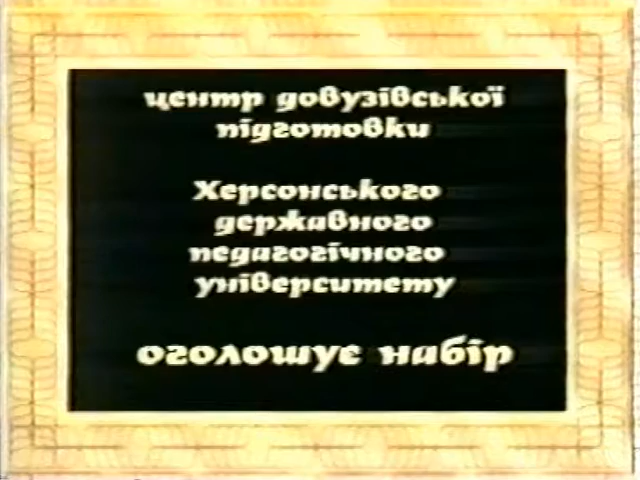 центр довузівської
підготовки
Херсонського
державного
педагогічного
університету
оголошує набір